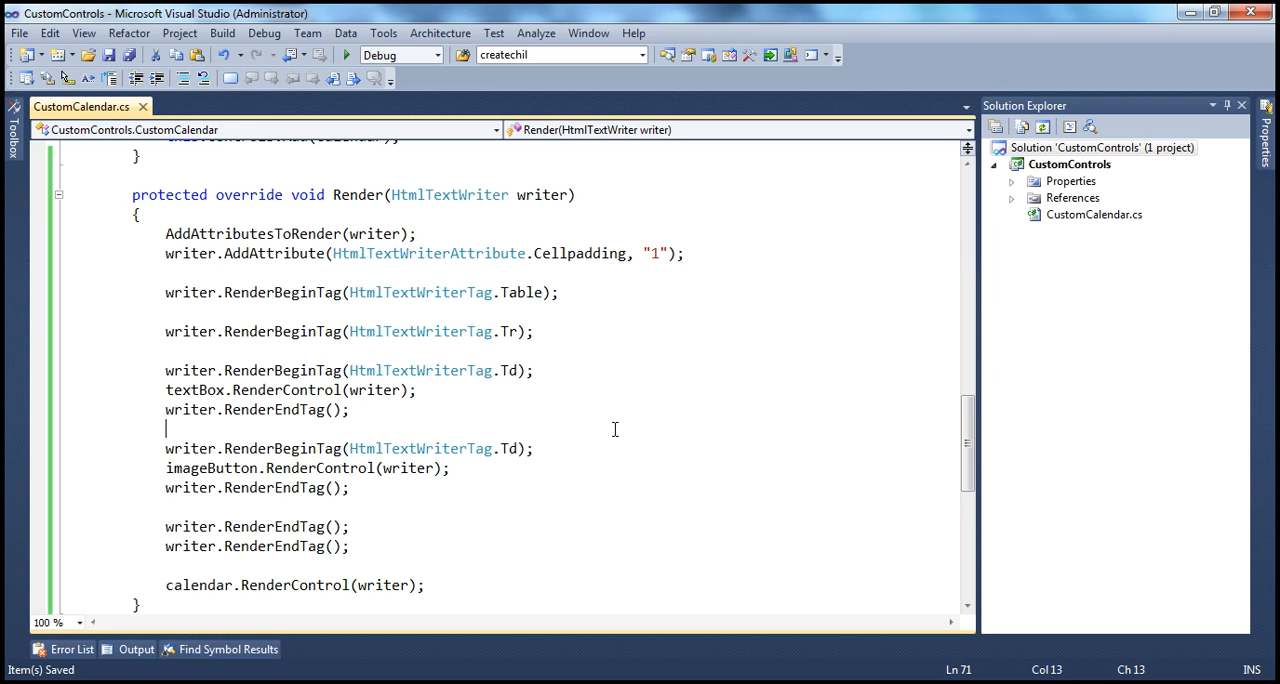 CustomControls - Microsoft Visual Studio (Administrator)
File Edit View Refactor Project Build Debug Team Data Tools Architecture Test Analyze Window Help
Debug createchil
CustomCalendar.cs
Solution Explorer
CustomControls.CustomCalendar Render(HtmlTextWriter writer)
Toolbox
Properties
Solution 'CustomControls' (1 project)
CustomControls
Properties
References
CustomCalendar.cs
}
protected override void Render(HtmlTextWriter writer)
{
AddAttributesToRender(writer);
writer.AddAttribute(HtmlTextWriterAttribute.Cellpadding, "1");
writer.RenderBeginTag(HtmlTextWriterTag.Table);
writer.RenderBeginTag(HtmlTextWriterTag.Tr);
writer.RenderBeginTag(HtmlTextWriterTag.Td);
textBox.RenderControl(writer);
writer.RenderEndTag();
writer.RenderBeginTag(HtmlTextWriterTag.Td);
imageButton.RenderControl(writer);
writer.RenderEndTag();
writer.RenderEndTag();
writer.RenderEndTag();
calendar.RenderControl(writer);
}
100 %
Error List Output Find Symbol Results
Item(s) Saved Ln 71 Col 13 Ch 13 INS